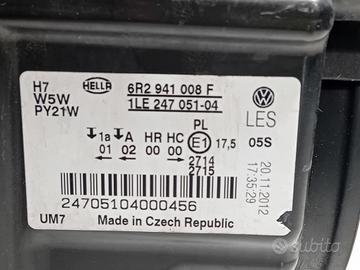 H7
W5W
PY21W
HELLA
6R2 941 008 F
1LE 247 051-04
LES
1a A HR HC PL
01 02 00 00 E1 17,5
2714
2715
05S
20.11.2012
17:35:29
24705104000456
UM7
Made in Czech Republic
subito